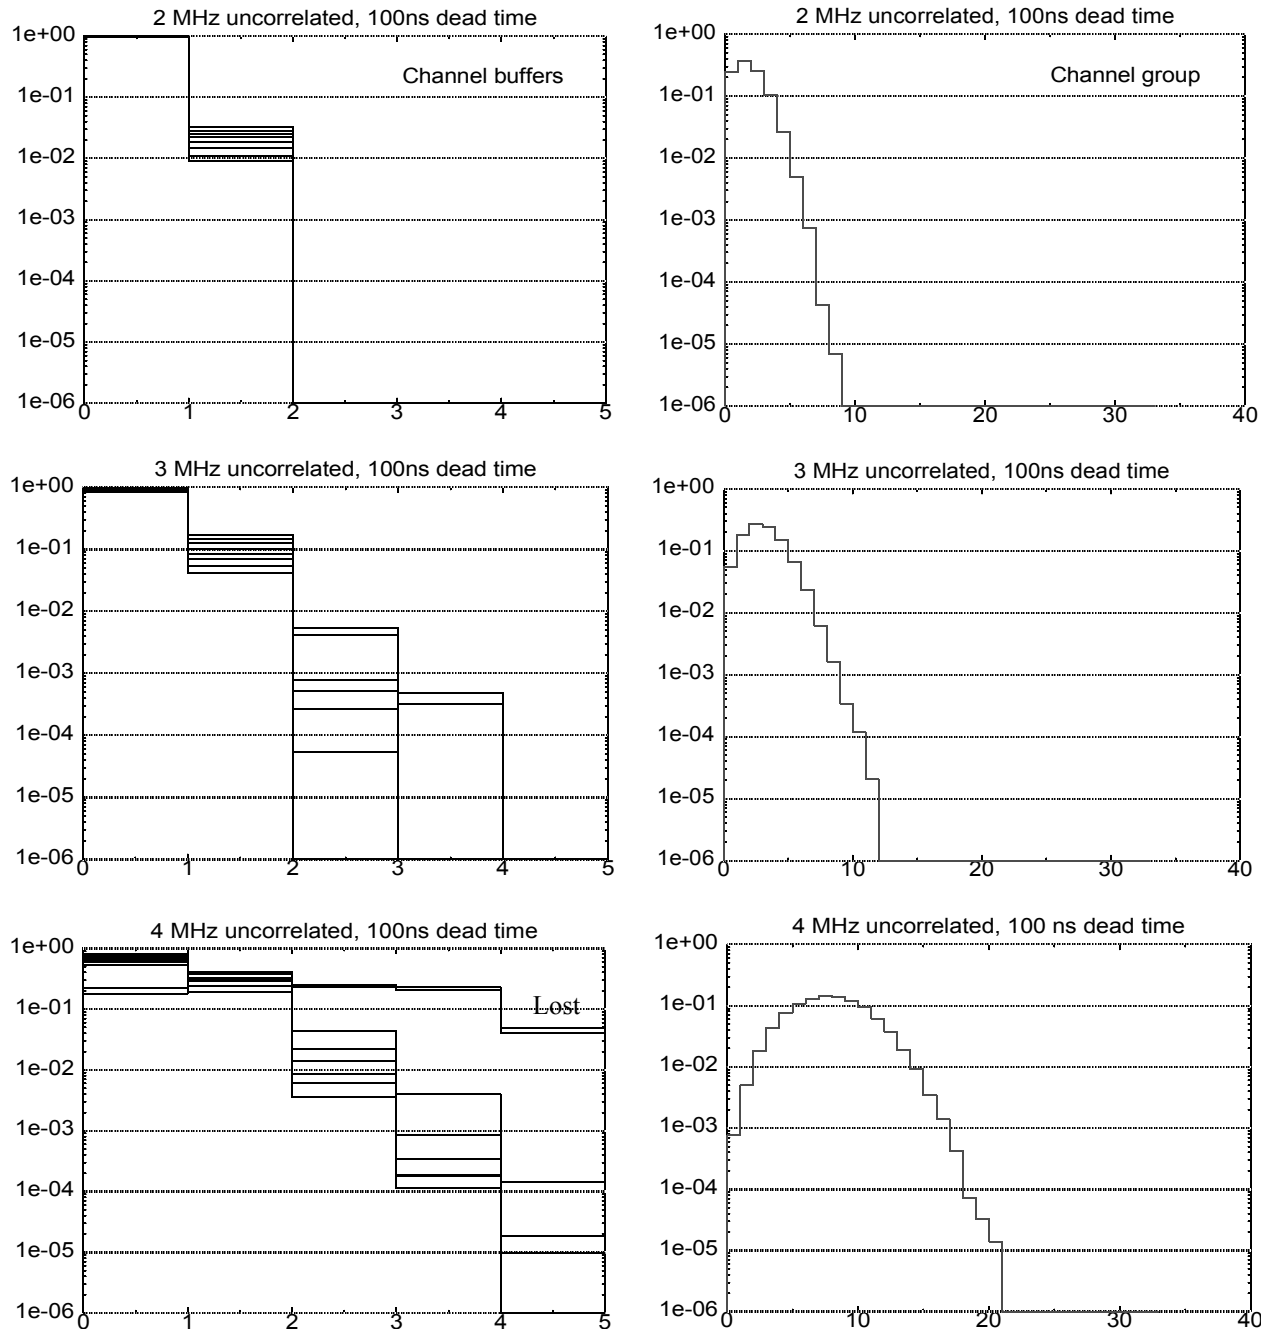 2 MHz uncorrelated, 100ns dead time
Channel buffers
1e+00
1e-01
1e-02
1e-03
1e-04
1e-05
1e-06
0 1 2 3 4 5
2 MHz uncorrelated, 100ns dead time
Channel group
1e+00
1e-01
1e-02
1e-03
1e-04
1e-05
1e-06
0 10 20 30 40
3 MHz uncorrelated, 100ns dead time
1e+00
1e-01
1e-02
1e-03
1e-04
1e-05
1e-06
0 1 2 3 4 5
3 MHz uncorrelated, 100ns dead time
1e+00
1e-01
1e-02
1e-03
1e-04
1e-05
1e-06
0 10 20 30 40
4 MHz uncorrelated, 100ns dead time
1e+00
1e-01
Lost
1e-02
1e-03
1e-04
1e-05
1e-06
0 1 2 3 4 5
4 MHz uncorrelated, 100 ns dead time
1e+00
1e-01
1e-02
1e-03
1e-04
1e-05
1e-06
0 10 20 30 40